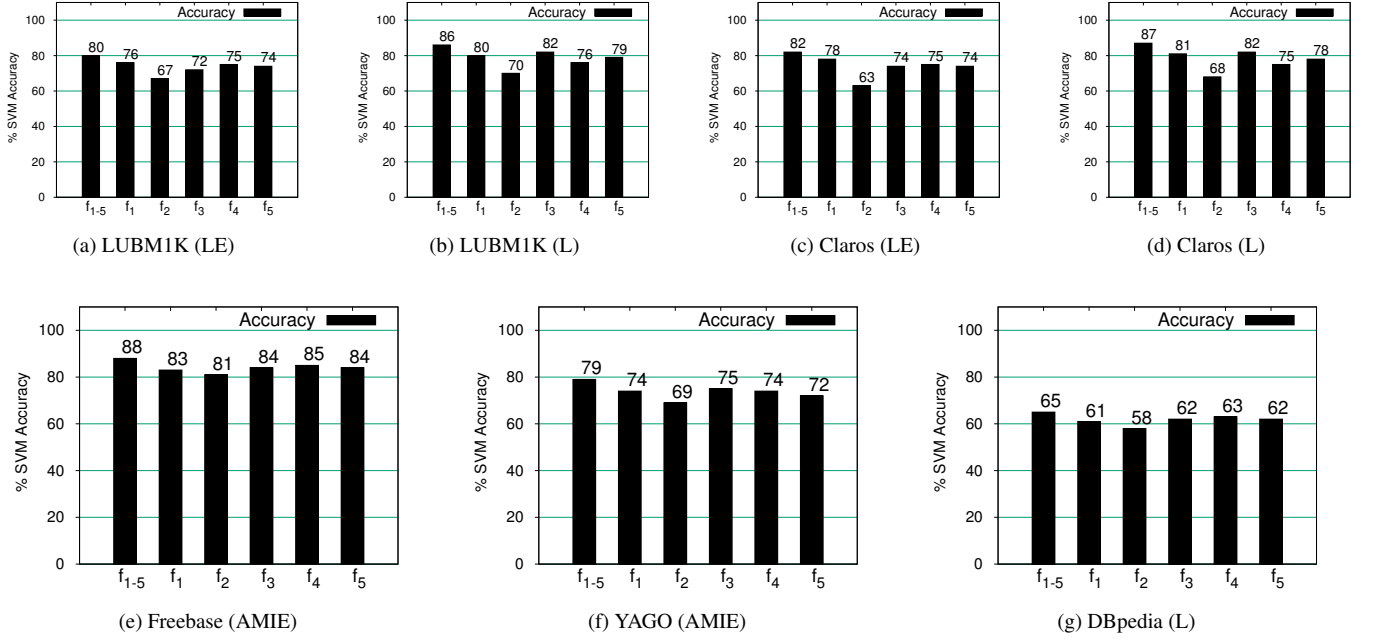 Accuracy
% SVM Accuracy
100
80
60
40
20
0
80 76 67 72 75 74
f1-5 f1 f2 f3 f4 f5
(a) LUBM1K (LE)
Accuracy
% SVM Accuracy
100
80
60
40
20
0
86 80 70 82 76 79
f1-5 f1 f2 f3 f4 f5
(b) LUBM1K (L)
Accuracy
% SVM Accuracy
100
80
60
40
20
0
82 78 63 74 75 74
f1-5 f1 f2 f3 f4 f5
(c) Claros (LE)
Accuracy
% SVM Accuracy
100
80
60
40
20
0
87 81 68 82 75 78
f1-5 f1 f2 f3 f4 f5
(d) Claros (L)
Accuracy
% SVM Accuracy
100
80
60
40
20
0
88 83 81 84 85 84
f1-5 f1 f2 f3 f4 f5
(e) Freebase (AMIE)
Accuracy
% SVM Accuracy
100
80
60
40
20
0
79 74 69 75 74 72
f1-5 f1 f2 f3 f4 f5
(f) YAGO (AMIE)
Accuracy
% SVM Accuracy
100
80
60
40
20
0
65 61 58 62 63 62
f1-5 f1 f2 f3 f4 f5
(g) DBpedia (L)